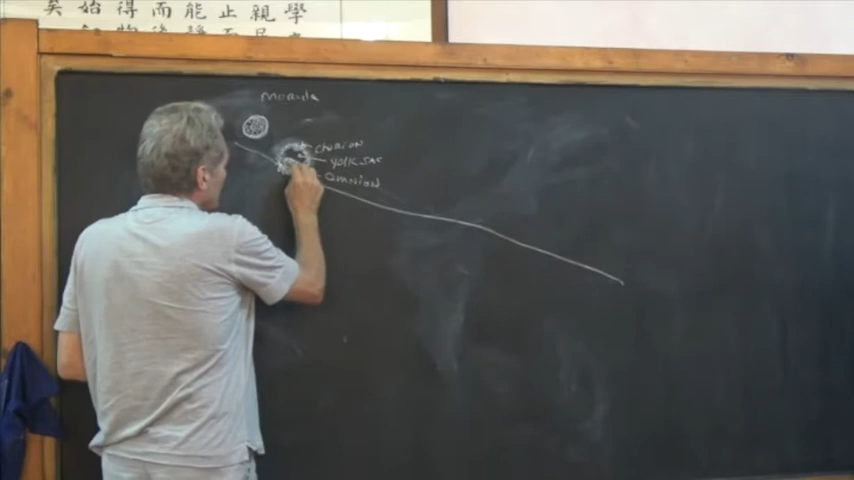 矣 始 得 而 能 止 親 學
morula
chorion
yolk sac
amnion